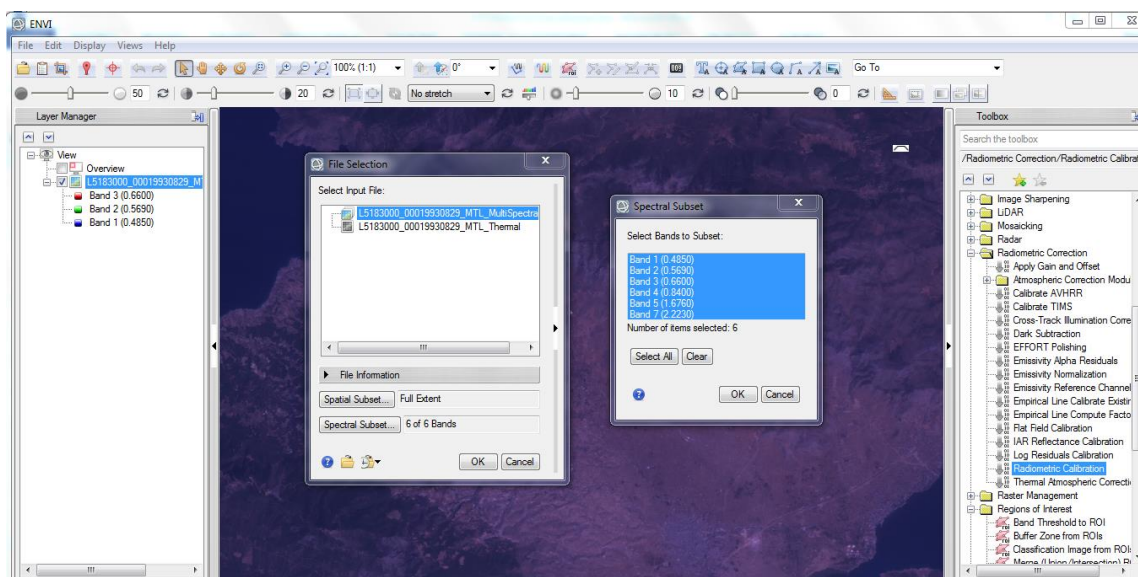 ENVI
File Edit Display Views Help
100% (1:1) 0° Go To
50 20 No stretch 10 0
Layer Manager
View
Overview
L5183000_00019930829_M
Band 3 (0.6600)
Band 2 (0.5690)
Band 1 (0.4850)
File Selection
Select Input File:
L5183000_00019930829_MTL_MultiSpectra
L5183000_00019930829_MTL_Thermal
File Information
Spatial Subset... Full Extent
Spectral Subset... 6 of 6 Bands
OK Cancel
Spectral Subset
Select Bands to Subset:
Band 1 (0.4850)
Band 2 (0.5690)
Band 3 (0.6600)
Band 4 (0.8400)
Band 5 (1.6760)
Band 7 (2.2230)
Number of items selected: 6
Select All Clear
OK Cancel
Toolbox
Search the toolbox
/Radiometric Correction/Radiometric Calibrat
Image Sharpening
LiDAR
Mosaicking
Radar
Radiometric Correction
Apply Gain and Offset
Atmospheric Correction Modu
Calibrate AVHRR
Calibrate TIMS
Cross-Track Illumination Corre
Dark Subtraction
EFFORT Polishing
Emissivity Alpha Residuals
Emissivity Normalization
Emissivity Reference Channel
Empirical Line Calibrate Existin
Empirical Line Compute Facto
Flat Field Calibration
IAR Reflectance Calibration
Log Residuals Calibration
Radiometric Calibration
Thermal Atmospheric Correcti
Raster Management
Regions of Interest
Band Threshold to ROI
Buffer Zone from ROIs
Classification Image from ROI
Merge (Union/Intersection) R